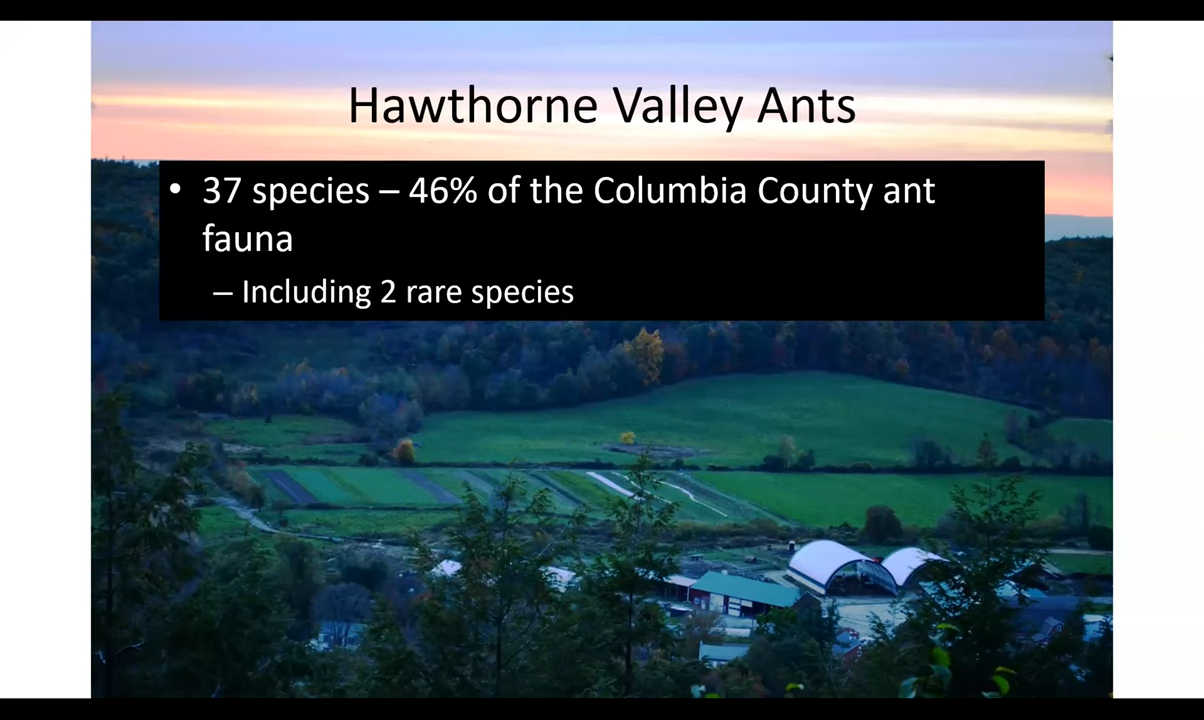 Hawthorne Valley Ants
• 37 species – 46% of the Columbia County ant
fauna
– Including 2 rare species